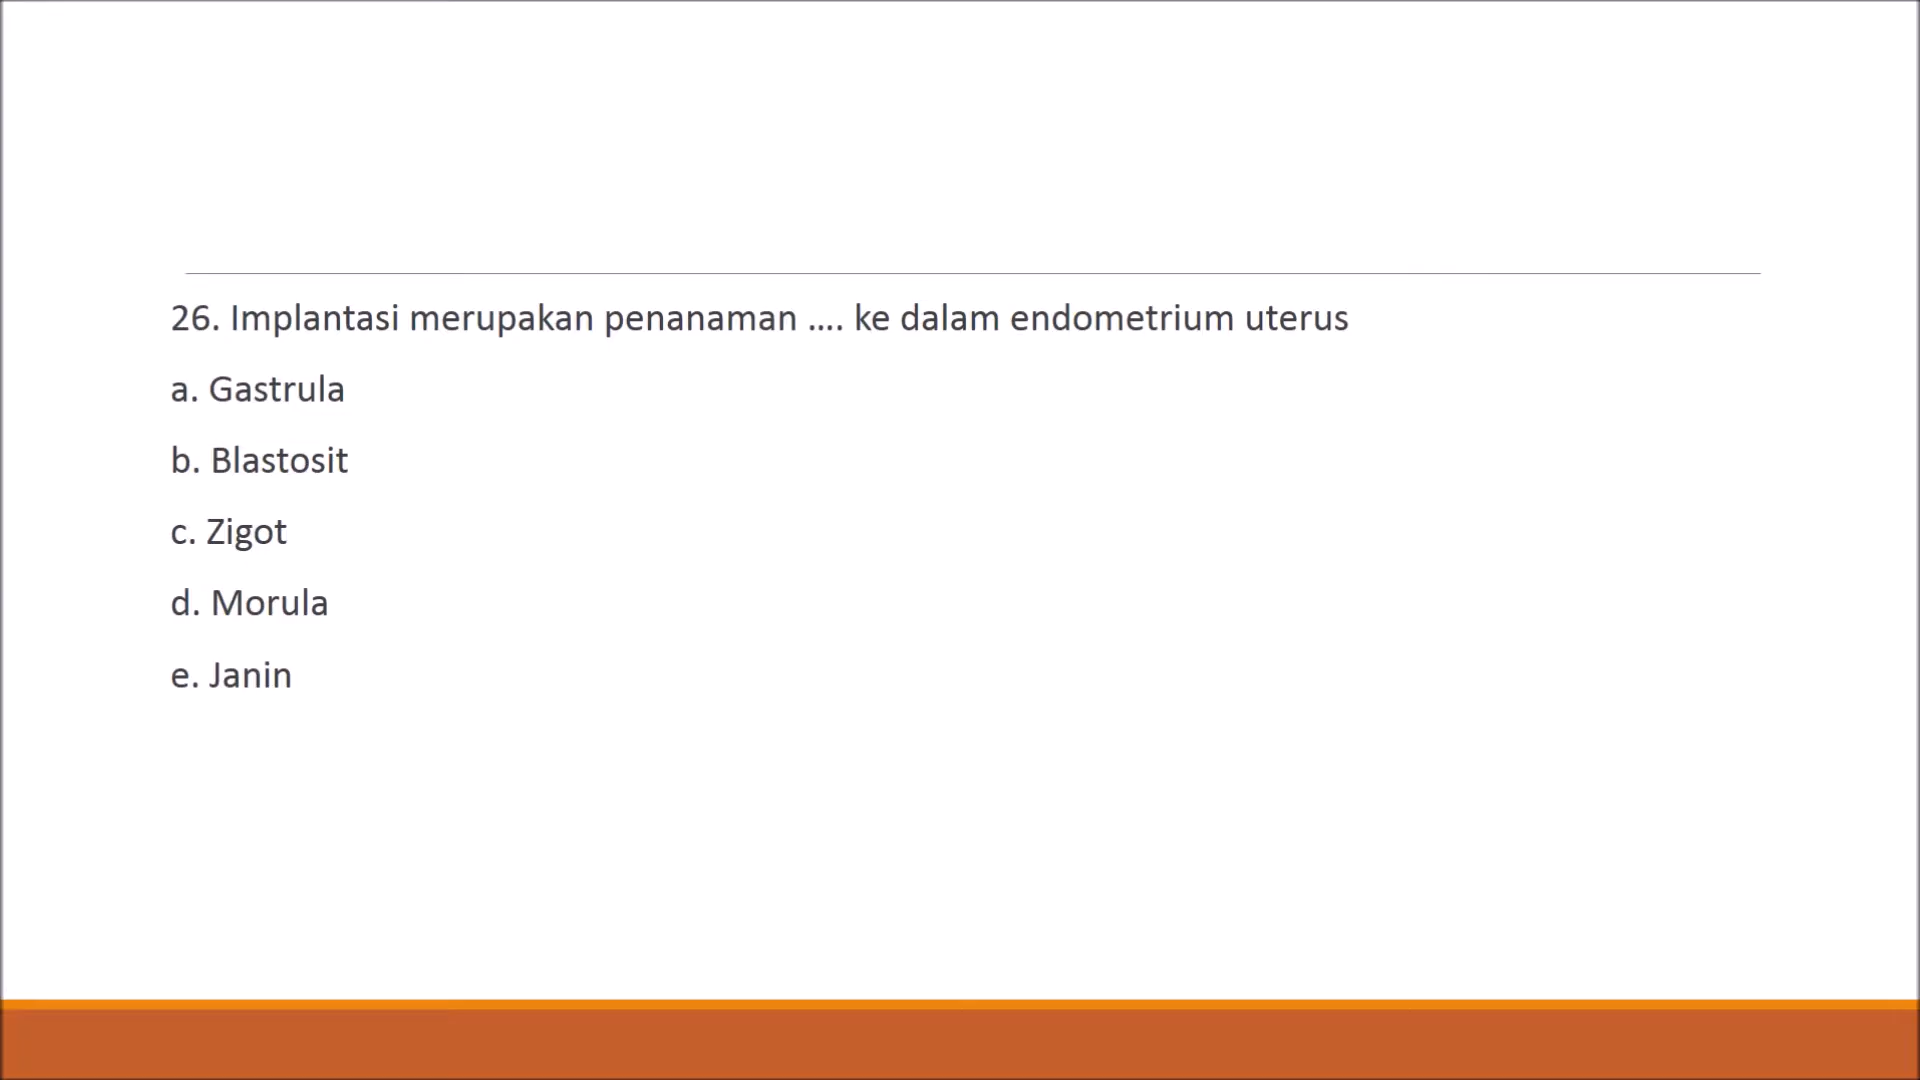 26. Implantasi merupakan penanaman .... ke dalam endometrium uterus
a. Gastrula
b. Blastosit
c. Zigot
d. Morula
e. Janin